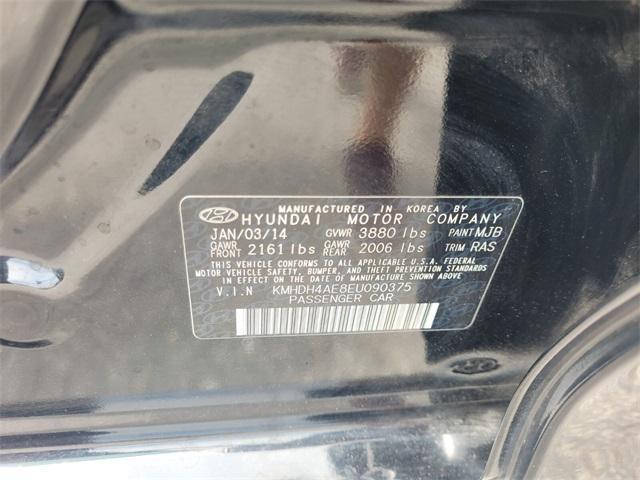 MANUFACTURED IN KOREA BY
HYUNDAI MOTOR COMPANY
JAN/03/14 GVWR 3880 lbs PAINT MJB
GAWR FRONT 2161 lbs GAWR REAR 2006 lbs TRIM RAS
THIS VEHICLE CONFORMS TO ALL APPLICABLE U.S.A. FEDERAL
MOTOR VEHICLE SAFETY, BUMPER, AND THEFT PREVENTION
STANDARDS IN EFFECT ON THE DATE OF MANUFACTURE SHOWN ABOVE
V.I.N KMHDH4AE8EU090375
PASSENGER CAR